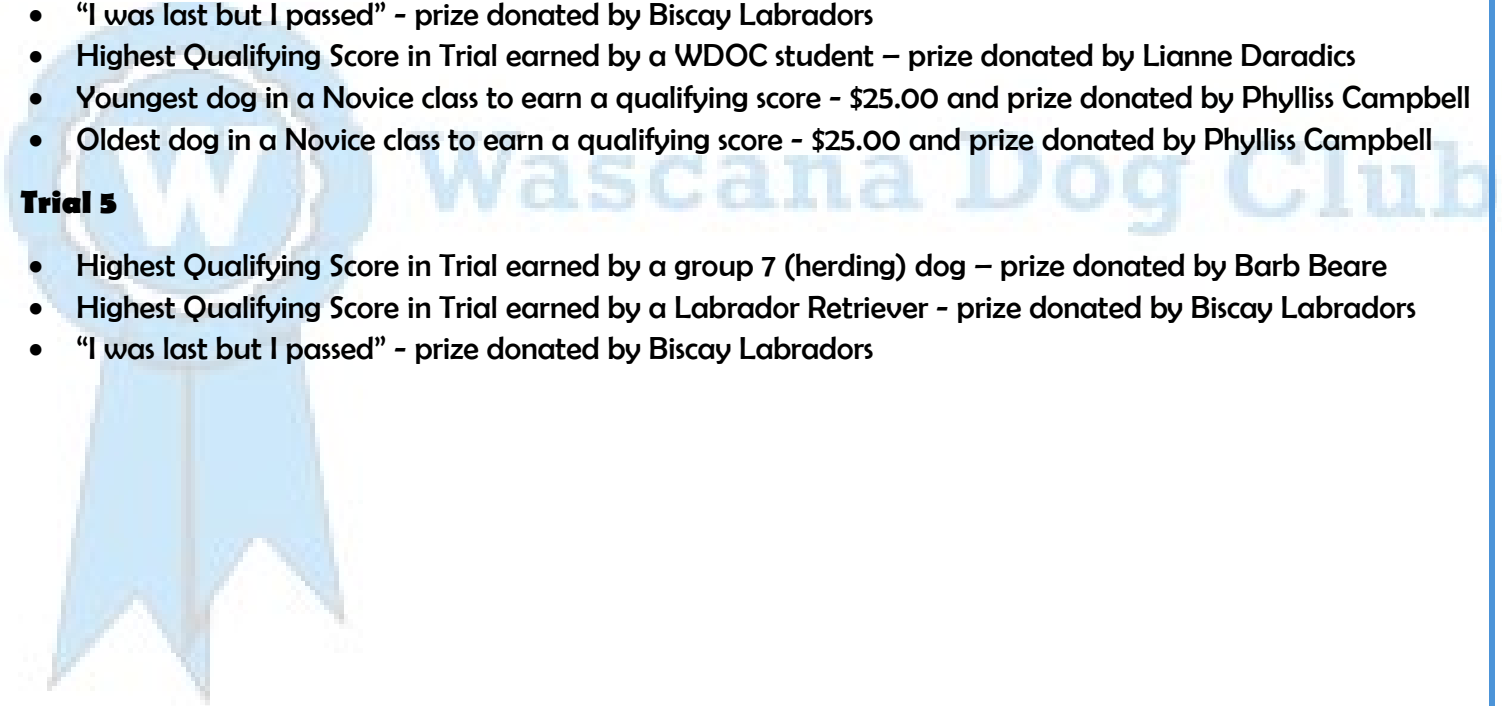 • “I was last but I passed” - prize donated by Biscay Labradors
• Highest Qualifying Score in Trial earned by a WDOC student – prize donated by Lianne Daradics
• Youngest dog in a Novice class to earn a qualifying score - $25.00 and prize donated by Phylliss Campbell
• Oldest dog in a Novice class to earn a qualifying score - $25.00 and prize donated by Phylliss Campbell
W Wascana Dog Club
Trial 5
• Highest Qualifying Score in Trial earned by a group 7 (herding) dog – prize donated by Barb Beare
• Highest Qualifying Score in Trial earned by a Labrador Retriever - prize donated by Biscay Labradors
• “I was last but I passed” - prize donated by Biscay Labradors